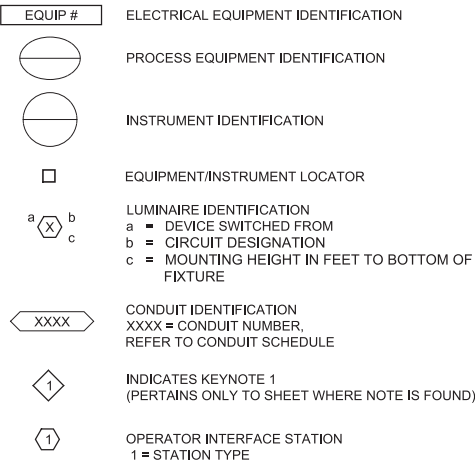 EQUIP # ELECTRICAL EQUIPMENT IDENTIFICATION
PROCESS EQUIPMENT IDENTIFICATION
INSTRUMENT IDENTIFICATION
EQUIPMENT/INSTRUMENT LOCATOR
a X b c LUMINAIRE IDENTIFICATION
a = DEVICE SWITCHED FROM
b = CIRCUIT DESIGNATION
c = MOUNTING HEIGHT IN FEET TO BOTTOM OF
FIXTURE
CONDUIT IDENTIFICATION
XXXX XXXX = CONDUIT NUMBER,
REFER TO CONDUIT SCHEDULE
1 INDICATES KEYNOTE 1
(PERTAINS ONLY TO SHEET WHERE NOTE IS FOUND)
1 OPERATOR INTERFACE STATION
1 = STATION TYPE